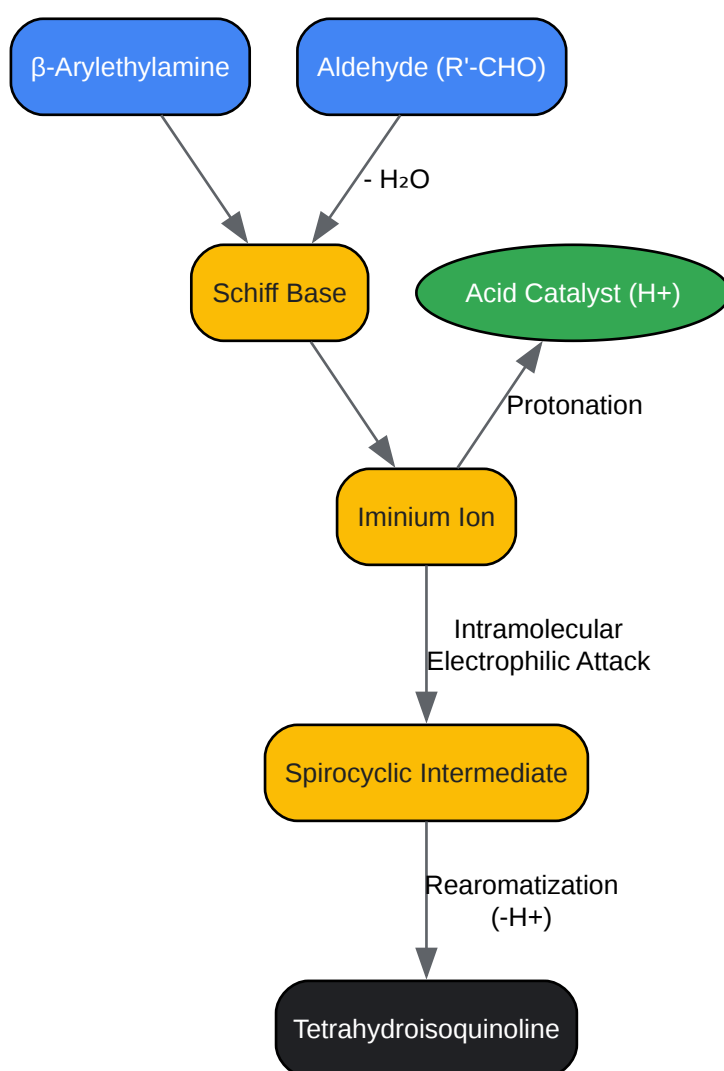 β-Arylethylamine
Aldehyde (R'-CHO)
- H₂O
Schiff Base
Acid Catalyst (H+)
Protonation
Iminium Ion
Intramolecular
Electrophilic Attack
Spirocyclic Intermediate
Rearomatization
(-H+)
Tetrahydroisoquinoline